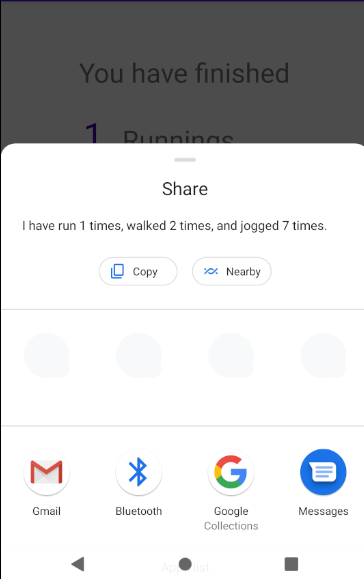 You have finished
1 Runnings
Share
I have run 1 times, walked 2 times, and jogged 7 times.
Copy
Nearby
Gmail
Bluetooth
Google
Collections
Messages
Apps list